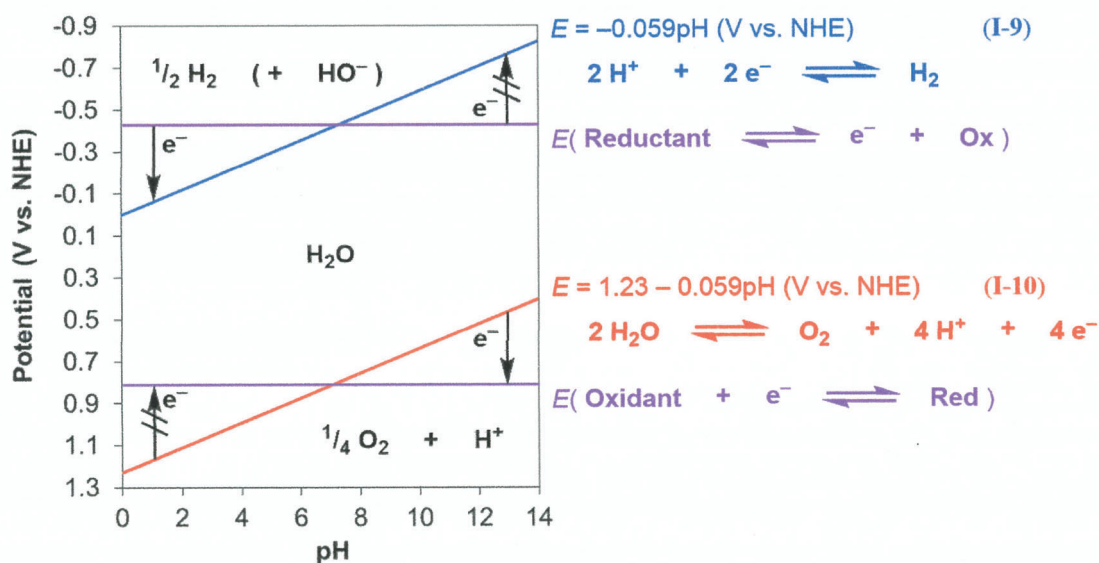 -0.9
-0.7
-0.5
-0.3
-0.1
0.1
0.3
0.5
0.7
0.9
1.1
1.3
Potential (V vs. NHE)
0 2 4 6 8 10 12 14
pH
½ H₂ ( + HO⁻ )
e⁻
e⁻
H₂O
e⁻
e⁻
¼ O₂ + H⁺
E = –0.059pH (V vs. NHE) (I-9)
2 H⁺ + 2 e⁻ ⇌ H₂
E( Reductant ⇌ e⁻ + Ox )
E = 1.23 – 0.059pH (V vs. NHE) (I-10)
2 H₂O ⇌ O₂ + 4 H⁺ + 4 e⁻
E( Oxidant + e⁻ ⇌ Red )